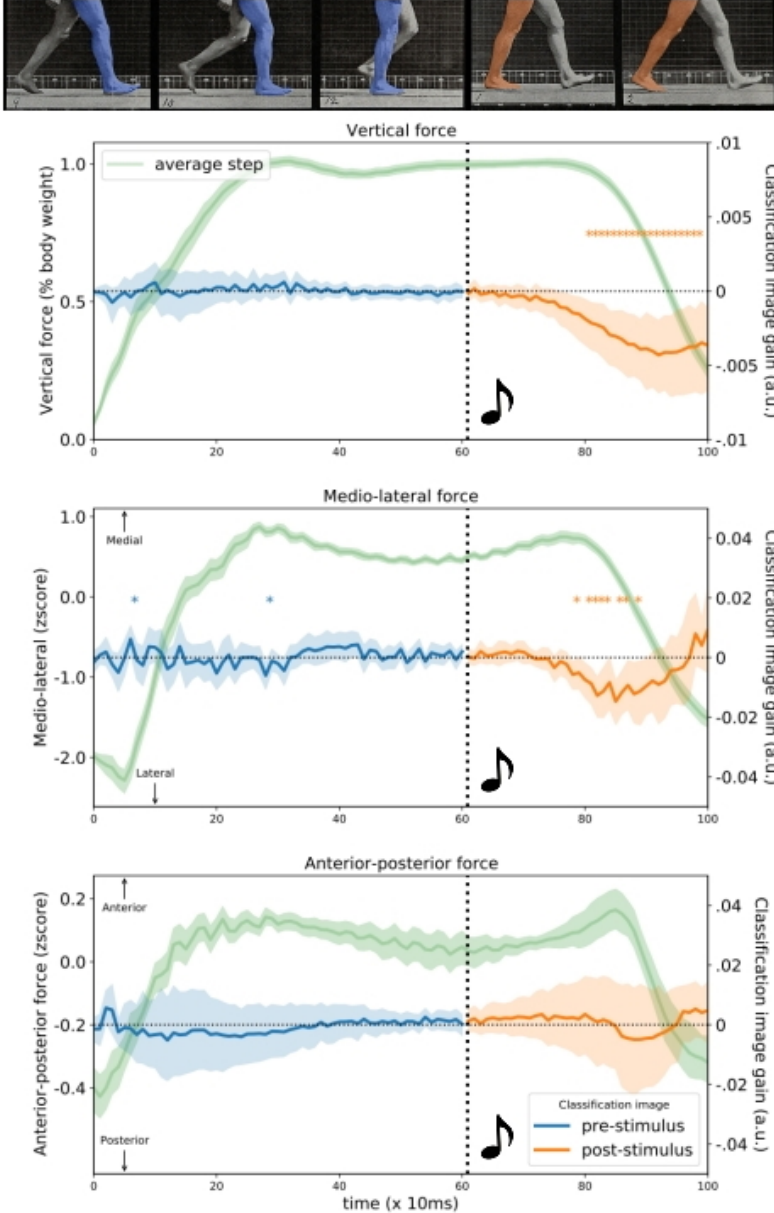 4
10
12
1
2
Vertical force
average step
Vertical force (% body weight)
1.0
0.5
0.0
.01
.005
0
-.005
-.01
Classification image gain (a.u.)
************************
0 20 40 60 80 100
Medio-lateral force
Medial
Medio-lateral (zscore)
1.0
0.0
-1.0
-2.0
0.04
0.02
0
-0.02
-0.04
Classification image gain (a.u.)
Lateral
0 20 40 60 80 100
Anterior-posterior force
Anterior
Anterior-posterior force (zscore)
0.2
0.0
-0.2
-0.4
.04
.02
0
-.02
-.04
Classification image gain (a.u.)
Posterior
Classification image
pre-stimulus
post-stimulus
0 20 40 60 80 100
time (x 10ms)